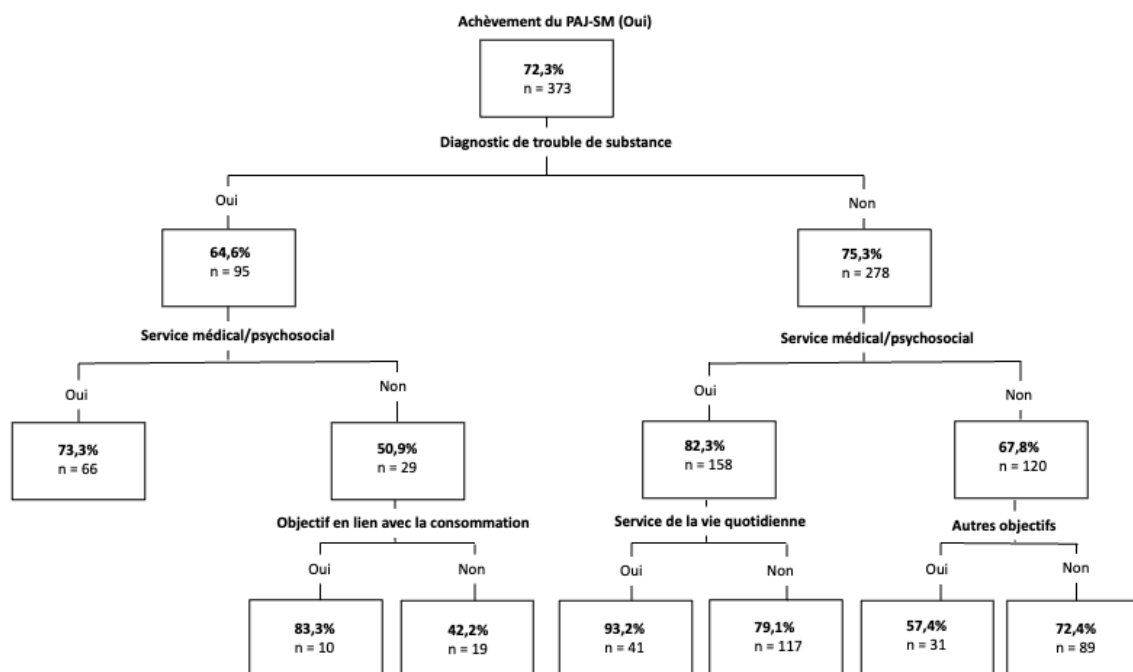 Achèvement du PAJ-SM (Oui)
72,3%
n = 373
Diagnostic de trouble de substance
Oui
Non
64,6%
n = 95
75,3%
n = 278
Service médical/psychosocial
Service médical/psychosocial
Oui
Non
Oui
Non
73,3%
n = 66
50,9%
n = 29
82,3%
n = 158
67,8%
n = 120
Objectif en lien avec la consommation
Service de la vie quotidienne
Autres objectifs
Oui
Non
Oui
Non
Oui
Non
83,3%
n = 10
42,2%
n = 19
93,2%
n = 41
79,1%
n = 117
57,4%
n = 31
72,4%
n = 89